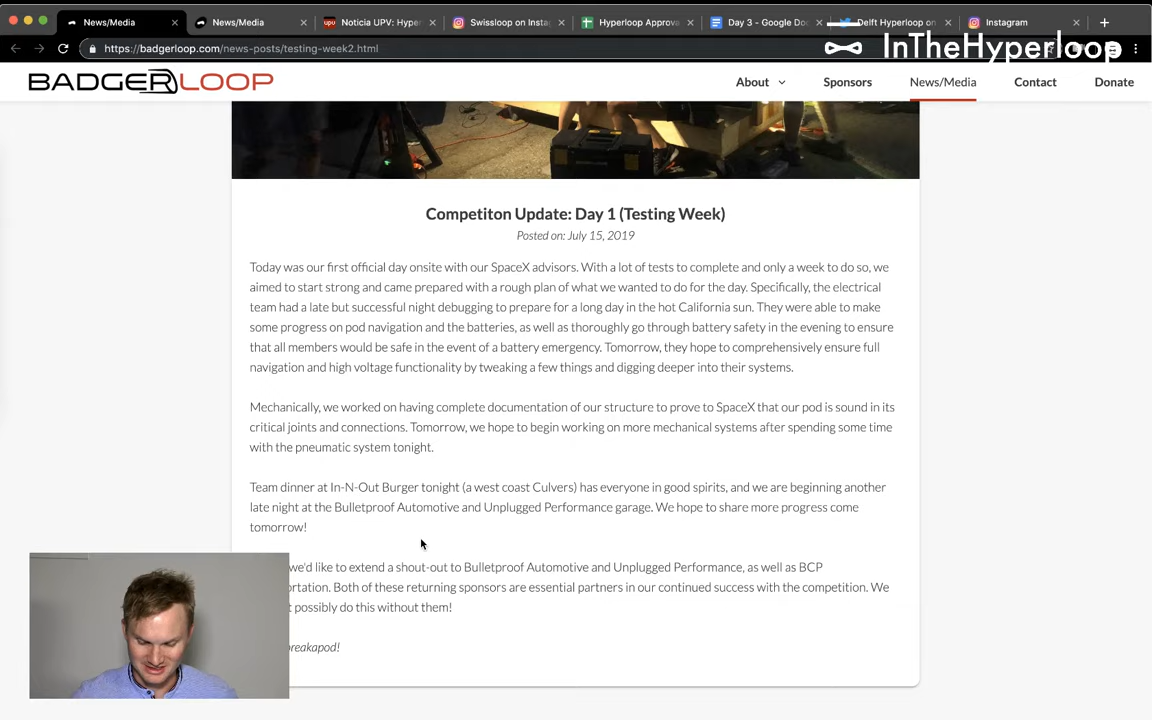 News/Media
News/Media
Noticia UPV: Hyper
Swissloop on Insta
Hyperloop Approva
Day 3 - Google Do
Delft Hyperloop on
Instagram
https://badgerloop.com/news-posts/testing-week2.html
InTheHyperloop
BADGERLOOP
About
Sponsors
News/Media
Contact
Donate
Competiton Update: Day 1 (Testing Week)
Posted on: July 15, 2019
Today was our first official day onsite with our SpaceX advisors. With a lot of tests to complete and only a week to do so, we
aimed to start strong and came prepared with a rough plan of what we wanted to do for the day. Specifically, the electrical
team had a late but successful night debugging to prepare for a long day in the hot California sun. They were able to make
some progress on pod navigation and the batteries, as well as thoroughly go through battery safety in the evening to ensure
that all members would be safe in the event of a battery emergency. Tomorrow, they hope to comprehensively ensure full
navigation and high voltage functionality by tweaking a few things and digging deeper into their systems.
Mechanically, we worked on having complete documentation of our structure to prove to SpaceX that our pod is sound in its
critical joints and connections. Tomorrow, we hope to begin working on more mechanical systems after spending some time
with the pneumatic system tonight.
Team dinner at In-N-Out Burger tonight (a west coast Culvers) has everyone in good spirits, and we are beginning another
late night at the Bulletproof Automotive and Unplugged Performance garage. We hope to share more progress come
tomorrow!
we'd like to extend a shout-out to Bulletproof Automotive and Unplugged Performance, as well as BCP
ortation. Both of these returning sponsors are essential partners in our continued success with the competition. We
t possibly do this without them!
breakapod!